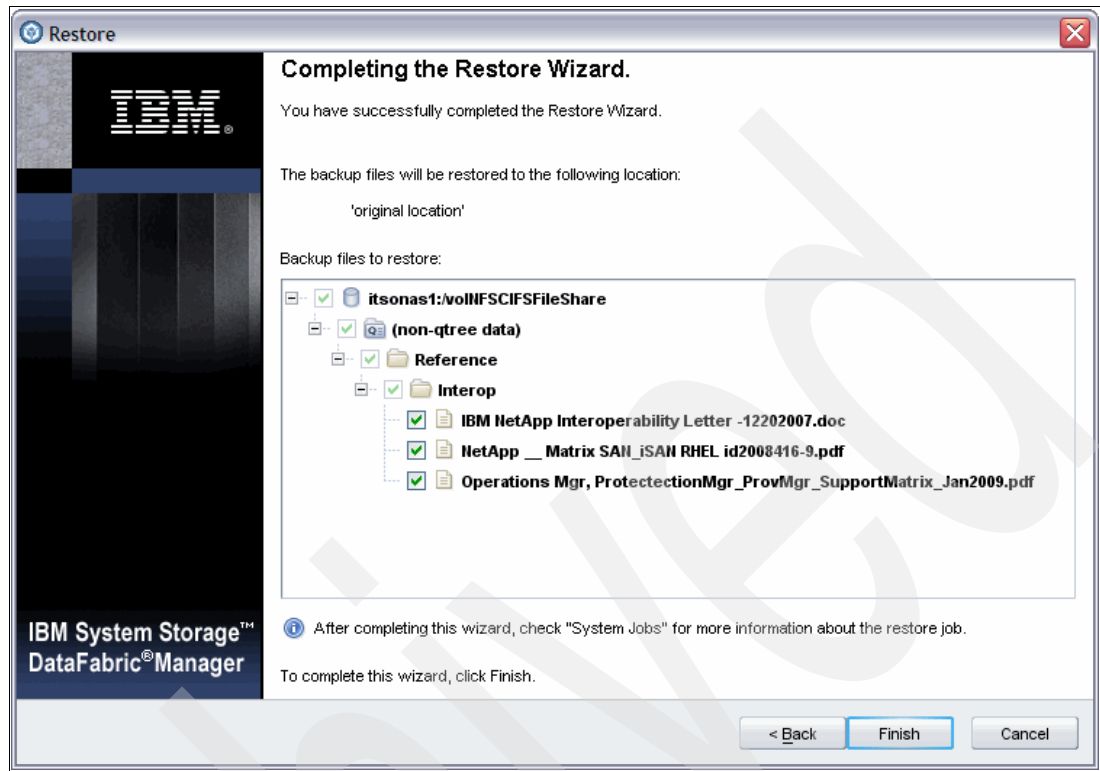 Restore
IBM®
Completing the Restore Wizard.
You have successfully completed the Restore Wizard.
The backup files will be restored to the following location:
'original location'
Backup files to restore:
itsonas1:/volNFSCIFSFileShare
(non-qtree data)
Reference
Interop
IBM NetApp Interoperability Letter -12202007.doc
NetApp __ Matrix SAN_iSAN RHEL id2008416-9.pdf
Operations Mgr, ProtectectionMgr_ProvMgr_SupportMatrix_Jan2009.pdf
After completing this wizard, check "System Jobs" for more information about the restore job.
IBM System Storage™
DataFabric®Manager
To complete this wizard, click Finish.
< Back Finish Cancel